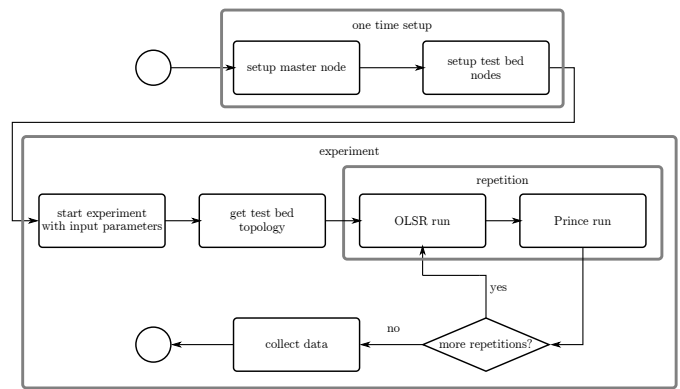 one time setup
setup master node
setup test bed
nodes
experiment
repetition
start experiment
with input parameters
get test bed
topology
OLSR run
Prince run
yes
no
collect data
more repetitions?